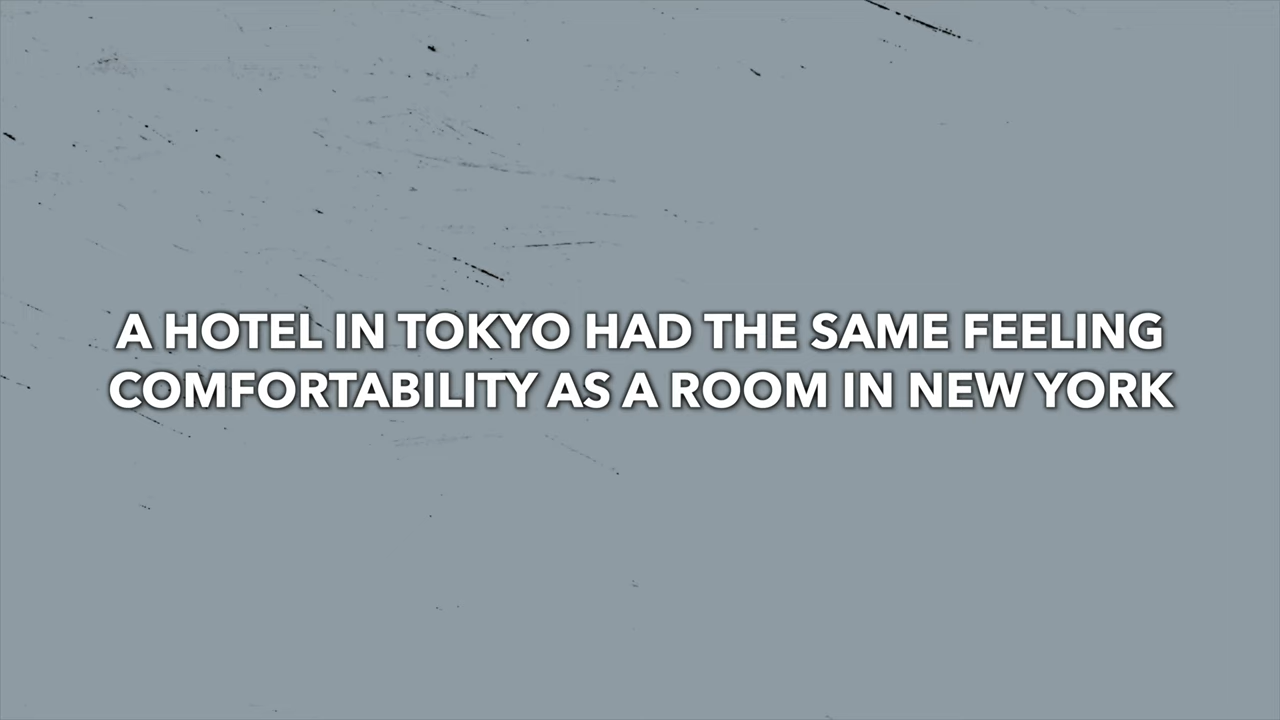 A HOTEL IN TOKYO HAD THE SAME FEELING
COMFORTABILITY AS A ROOM IN NEW YORK